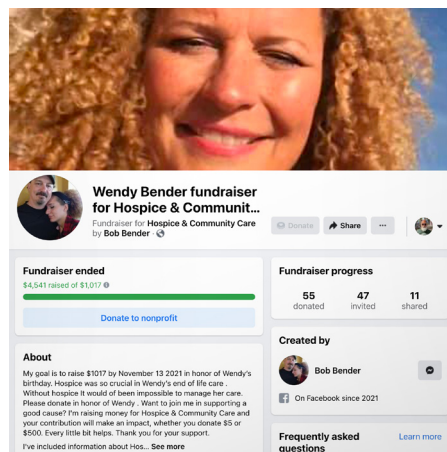 Wendy Bender fundraiser
for Hospice & Communit...
Fundraiser for Hospice & Community Care
by Bob Bender ·
Donate
Share
Fundraiser ended
$4,541 raised of $1,017
Donate to nonprofit
Fundraiser progress
55
47
11
donated
invited
shared
Created by
Bob Bender
On Facebook since 2021
About
My goal is to raise $1017 by November 13 2021 in honor of Wendy's
birthday. Hospice was so crucial in Wendy's end of life care .
Without hospice It would of been impossible to manage her care.
Please donate in honor of Wendy . Want to join me in supporting a
good cause? I'm raising money for Hospice & Community Care and
your contribution will make an impact, whether you donate $5 or
$500. Every little bit helps. Thank you for your support.
I've included information about Hos... See more
Frequently asked
questions
Learn more